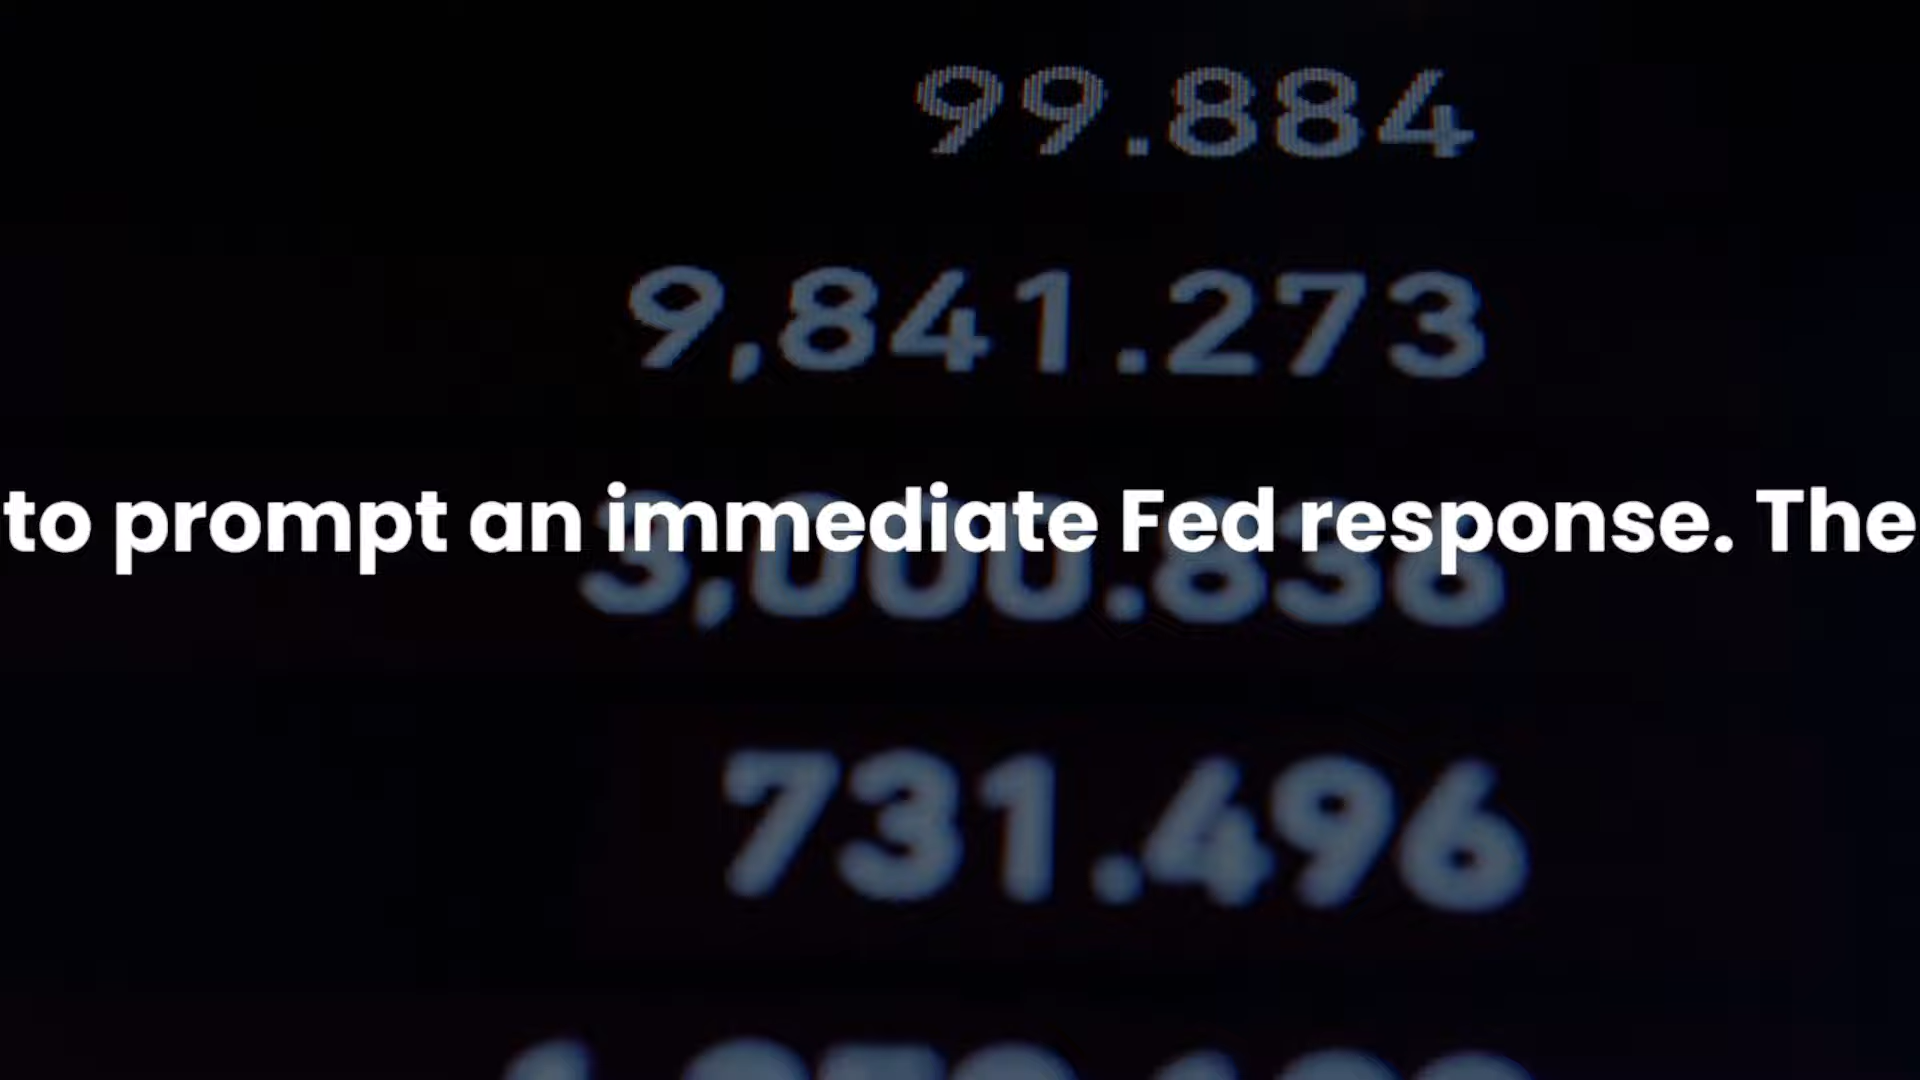 99.884
9,841.273
to prompt an immediate Fed response. The
731.496